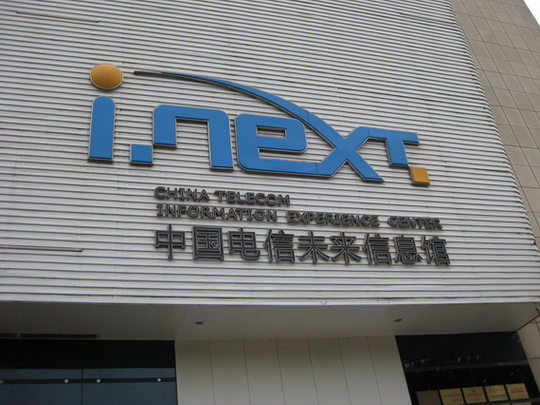 i.next.
CHINA TELECOM
INFORMATION EXPERIENCE CENTER
中国电信未来信息馆